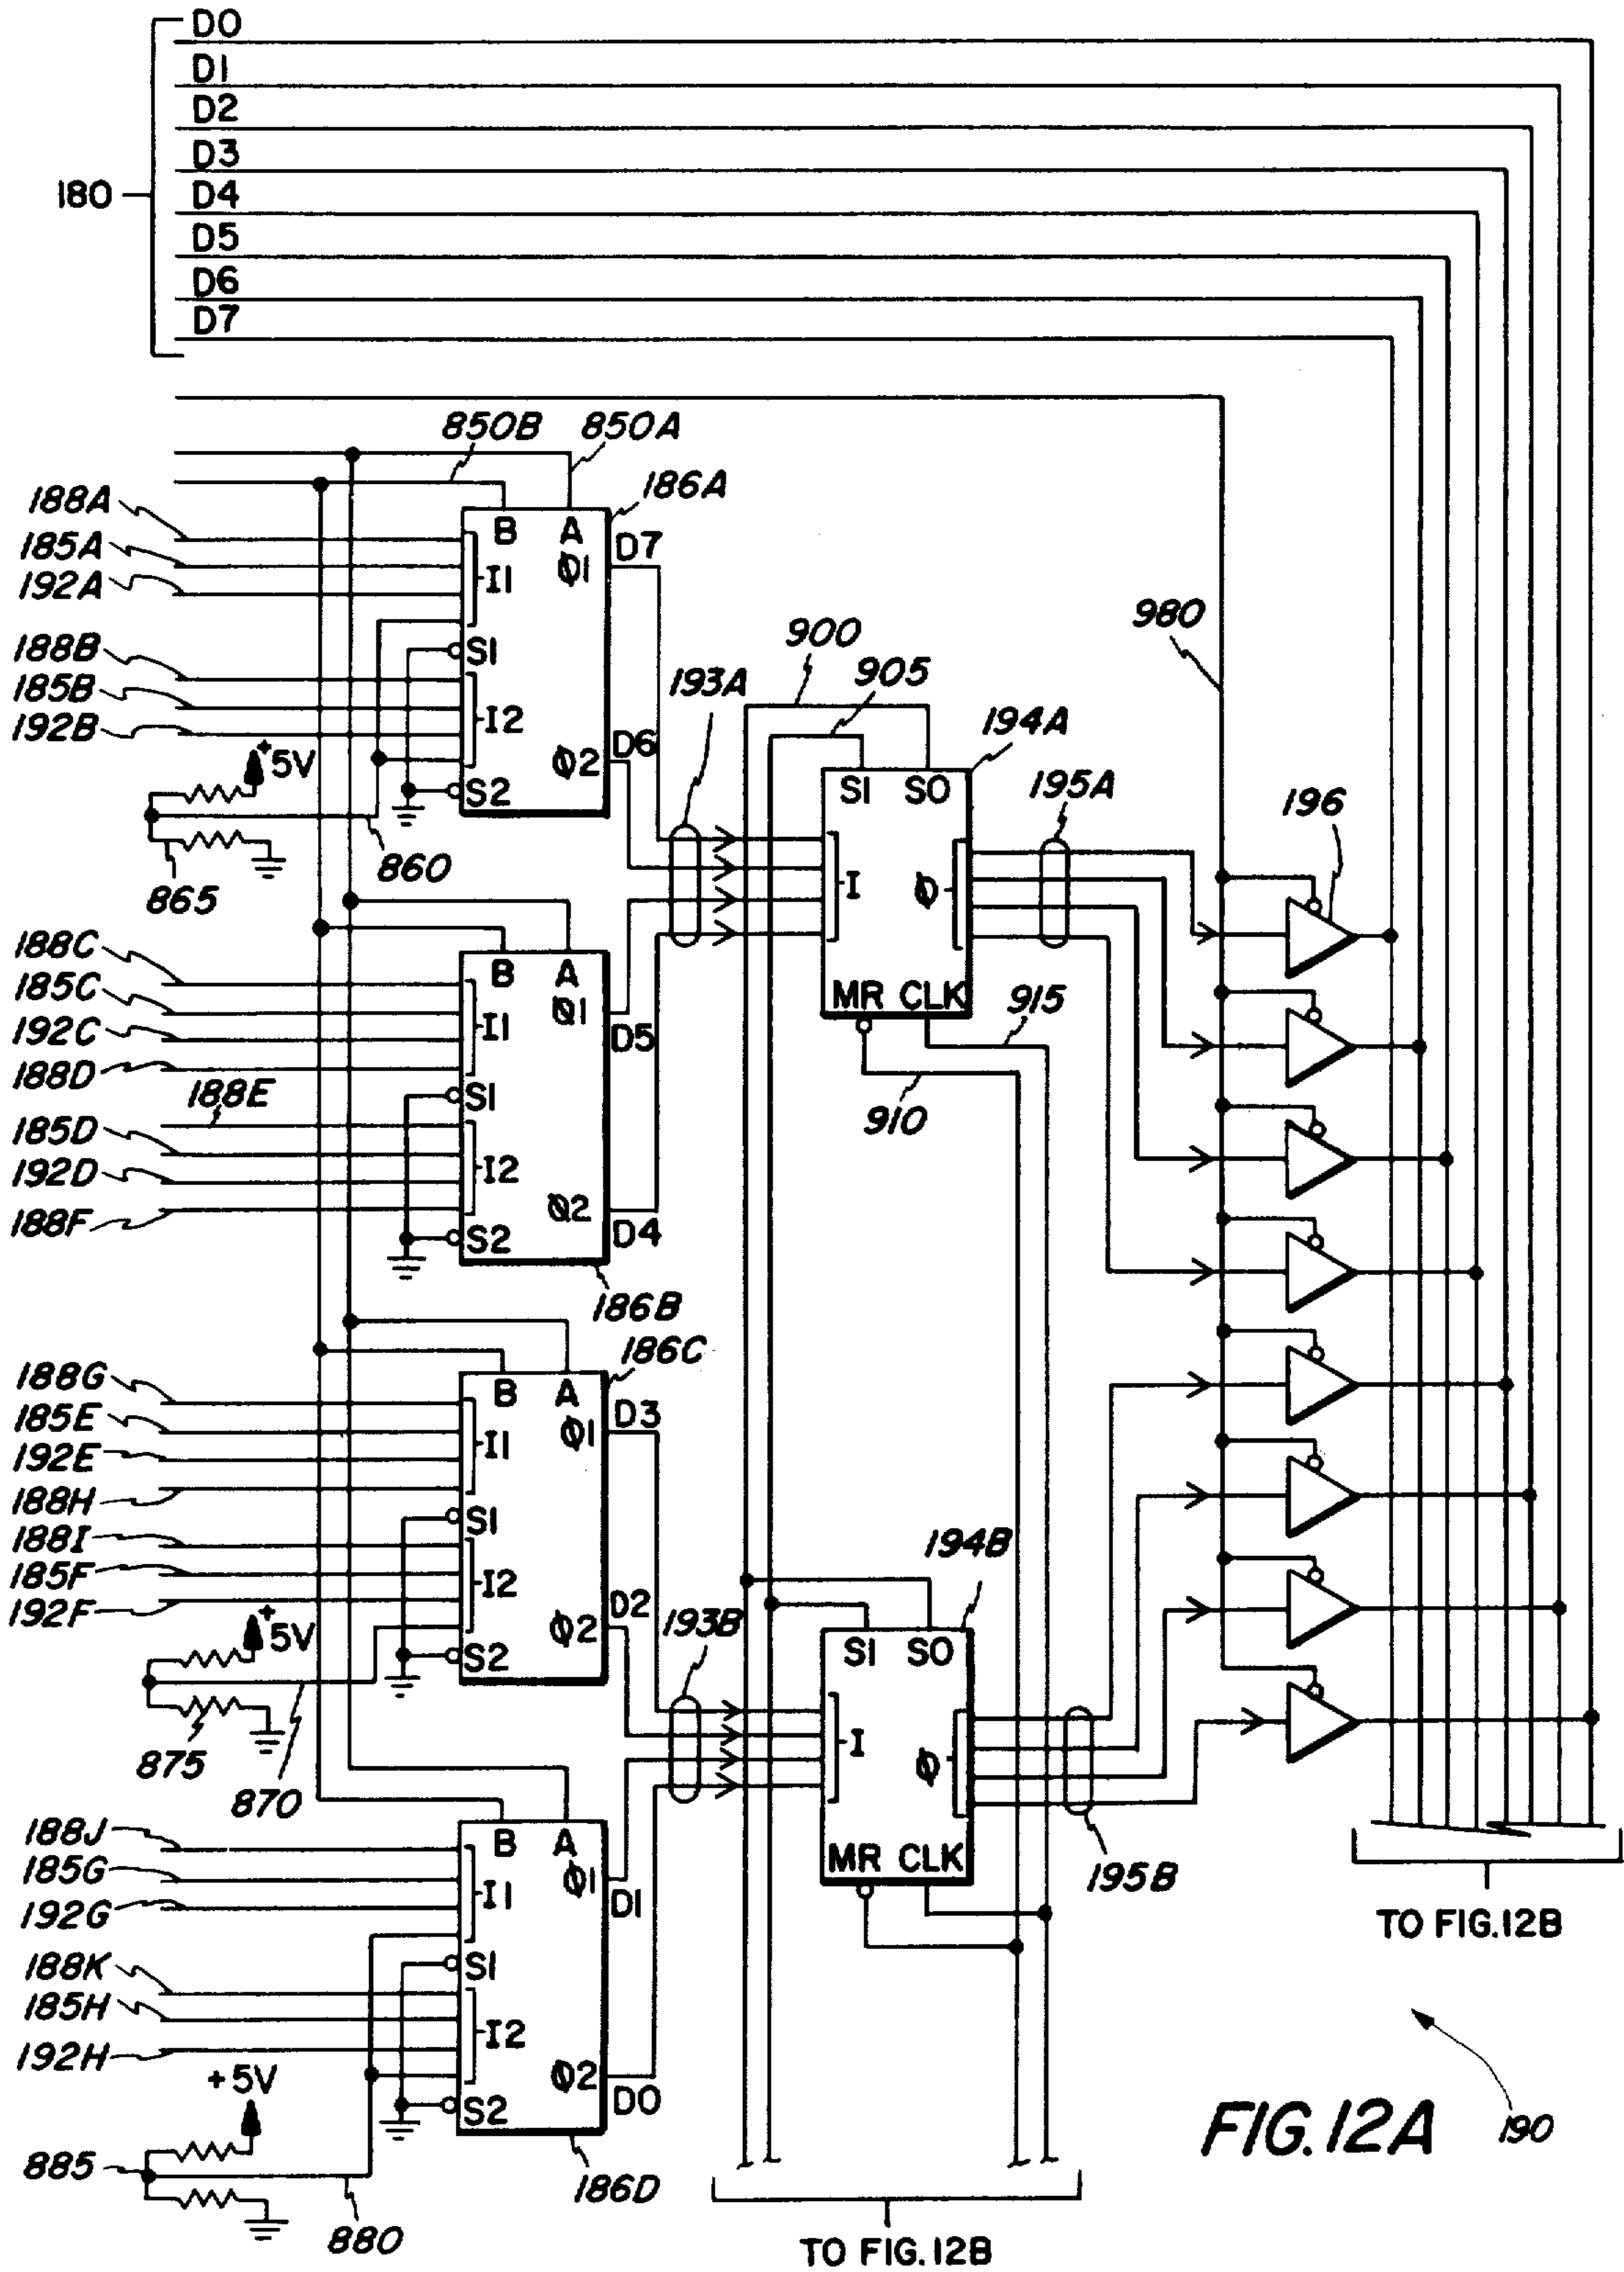 D0
D1
D2
D3
180
D4
D5
D6
D7
850B
850A
188A
185A
192A
186A
B
A
D7
Φ1
I1
S1
188B
185B
192B
I2
D6
Φ2
+5V
S2
865
860
193A
900
905
194A
SI
SO
I
Φ
MR
CLK
195A
980
196
915
910
188C
185C
192C
188D
B
A
Φ1
I1
D5
S1
188E
185D
192D
188F
I2
Φ2
S2
D4
186B
188G
185E
192E
188H
186C
B
A
D3
Φ1
I1
S1
188I
185F
192F
I2
D2
Φ2
+5V
S2
875
870
193B
194B
SI
SO
I
Φ
MR
CLK
195B
188J
185G
192G
B
A
Φ1
I1
D1
S1
188K
185H
192H
I2
Φ2
+5V
S2
D0
885
880
186D
TO FIG.12B
TO FIG.12B
FIG.12A
190